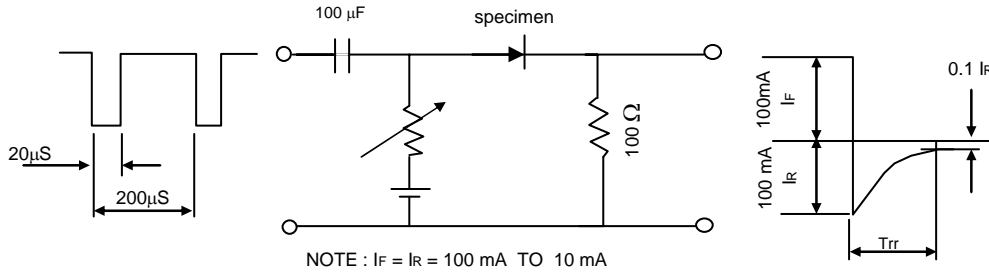 100 μF
specimen
20μS
200μS
100 Ω
100mA
IF
100 mA
IR
0.1 IR
Trr
NOTE : IF = IR = 100 mA TO 10 mA